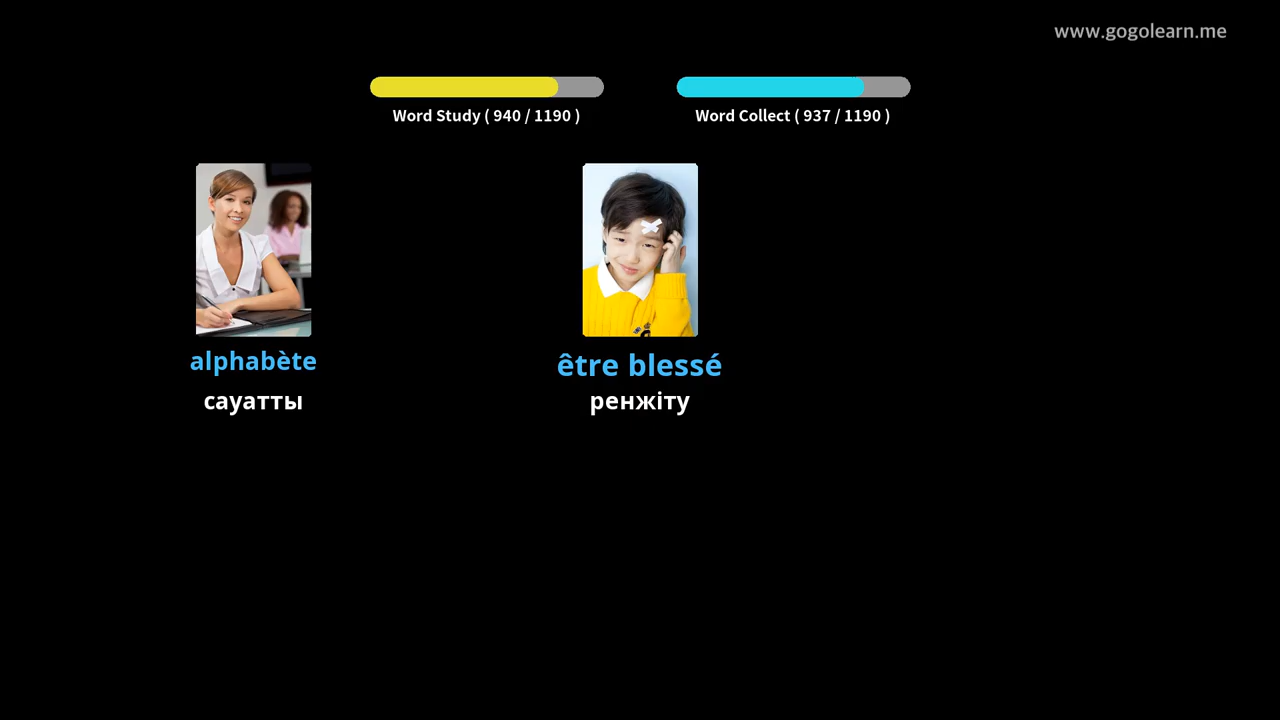 www.gogolearn.me
Word Study ( 940 / 1190 )
Word Collect ( 937 / 1190 )
alphabète
être blessé
сауатты
ренжіту